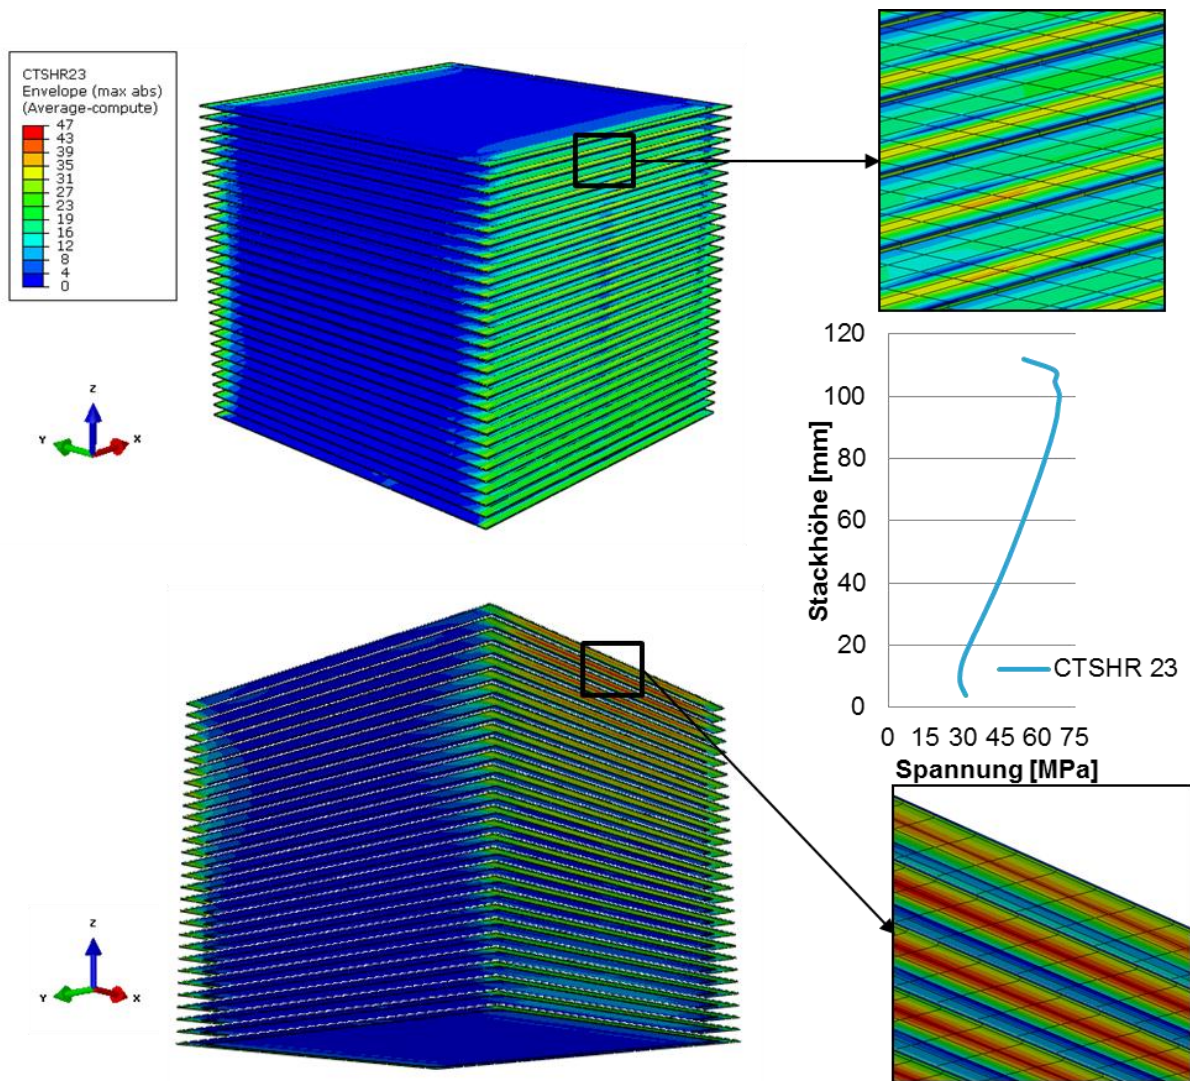 CTSHR23
Envelope (max abs)
(Average-compute)
47
43
39
35
31
27
23
19
16
12
8
4
0
Z
Y
X
120
100
80
60
40
20
0
Stackhöhe [mm]
CTSHR 23
0 15 30 45 60 75
Spannung [MPa]
Z
Y
X